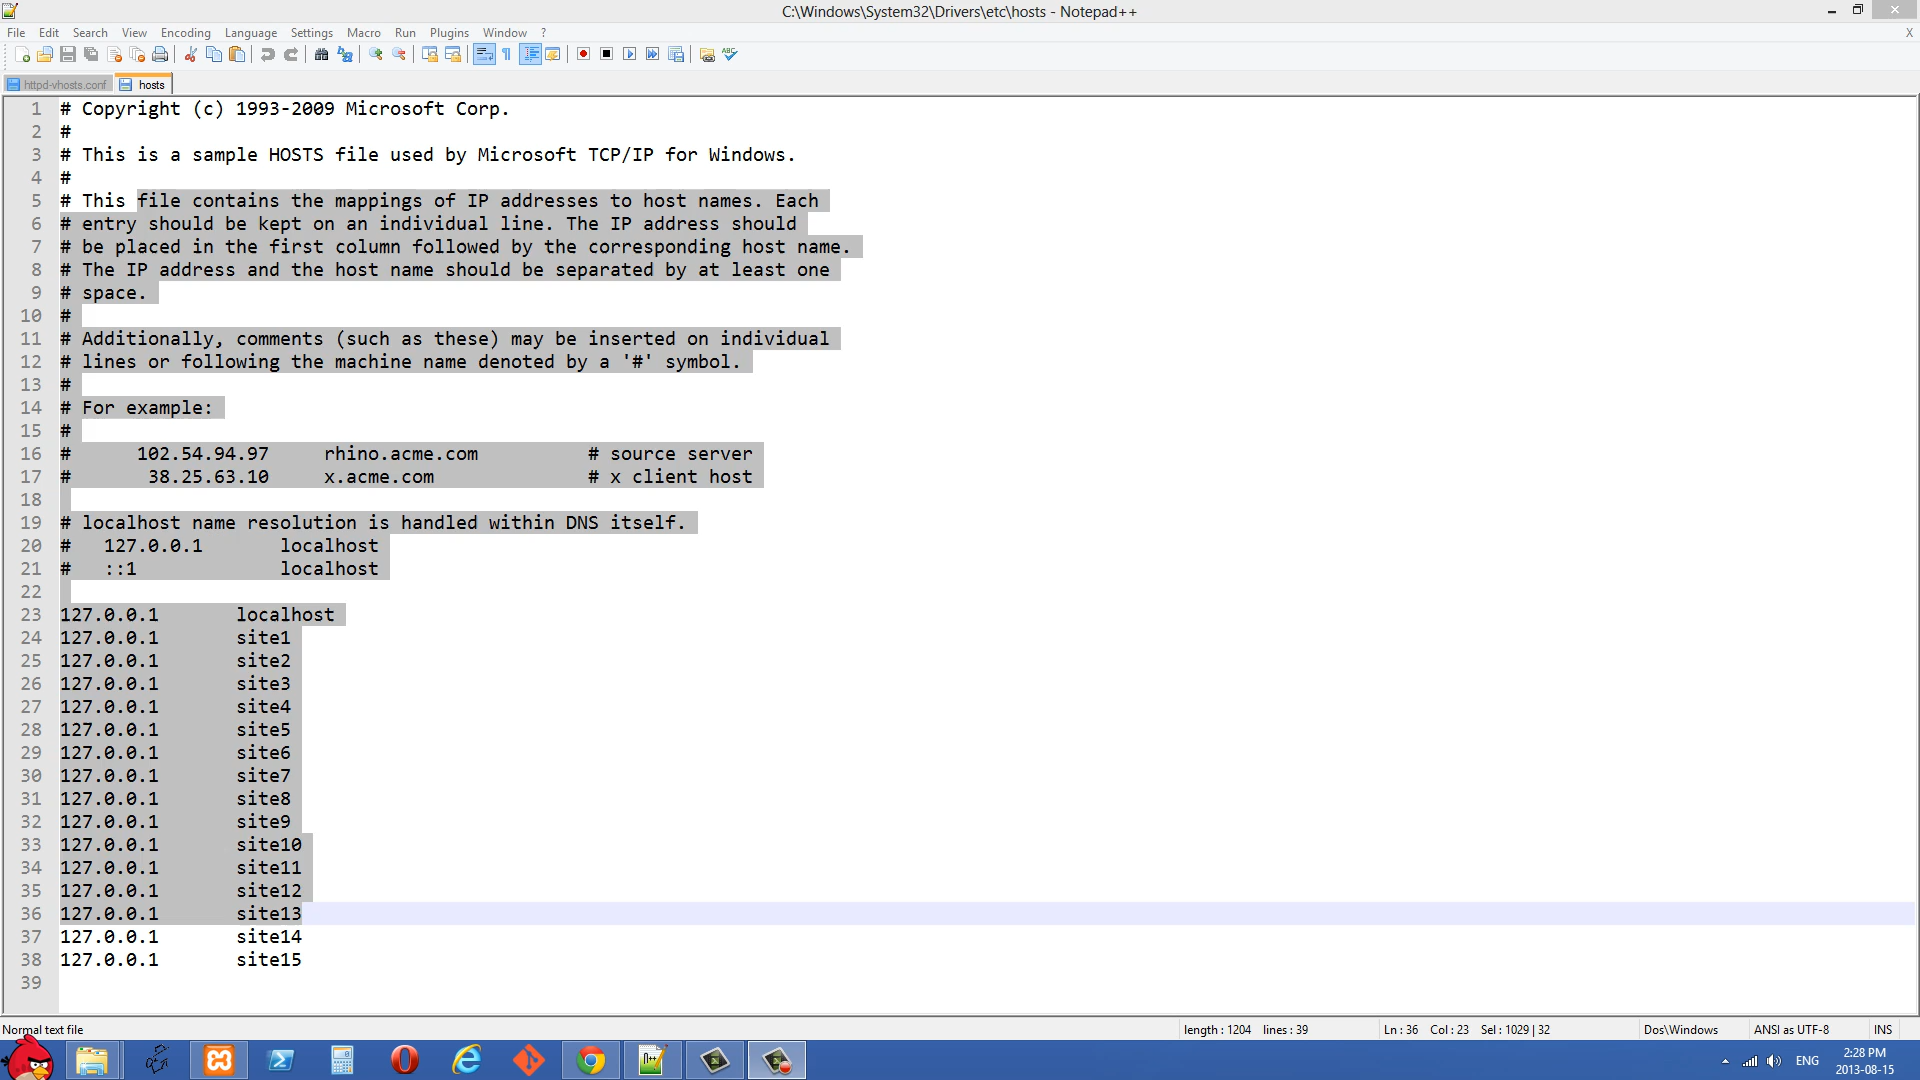 C:\Windows\System32\Drivers\etc\hosts - Notepad++
File Edit Search View Encoding Language Settings Macro Run Plugins Window ? X
httpd-vhosts.conf hosts
1 # Copyright (c) 1993-2009 Microsoft Corp.
2 #
3 # This is a sample HOSTS file used by Microsoft TCP/IP for Windows.
4 #
5 # This file contains the mappings of IP addresses to host names. Each
6 # entry should be kept on an individual line. The IP address should
7 # be placed in the first column followed by the corresponding host name.
8 # The IP address and the host name should be separated by at least one
9 # space.
10 #
11 # Additionally, comments (such as these) may be inserted on individual
12 # lines or following the machine name denoted by a '#' symbol.
13 #
14 # For example:
15 #
16 #      102.54.94.97     rhino.acme.com          # source server
17 #       38.25.63.10     x.acme.com              # x client host
18
19 # localhost name resolution is handled within DNS itself.
20 #   127.0.0.1       localhost
21 #   ::1             localhost
22
23 127.0.0.1       localhost
24 127.0.0.1       site1
25 127.0.0.1       site2
26 127.0.0.1       site3
27 127.0.0.1       site4
28 127.0.0.1       site5
29 127.0.0.1       site6
30 127.0.0.1       site7
31 127.0.0.1       site8
32 127.0.0.1       site9
33 127.0.0.1       site10
34 127.0.0.1       site11
35 127.0.0.1       site12
36 127.0.0.1       site13
37 127.0.0.1       site14
38 127.0.0.1       site15
39
Normal text file length : 1204 lines : 39 Ln : 36 Col : 23 Sel : 1029 | 32 Dos\Windows ANSI as UTF-8 INS
ENG 2:28 PM
2013-08-15